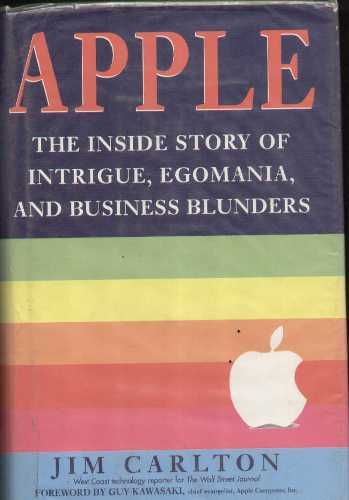 APPLE
THE INSIDE STORY OF
INTRIGUE, EGOMANIA,
AND BUSINESS BLUNDERS
JIM CARLTON
West Coast technology reporter for The Wall Street Journal
FOREWORD BY GUY KAWASAKI, chief evangelist, Apple Computer, Inc.